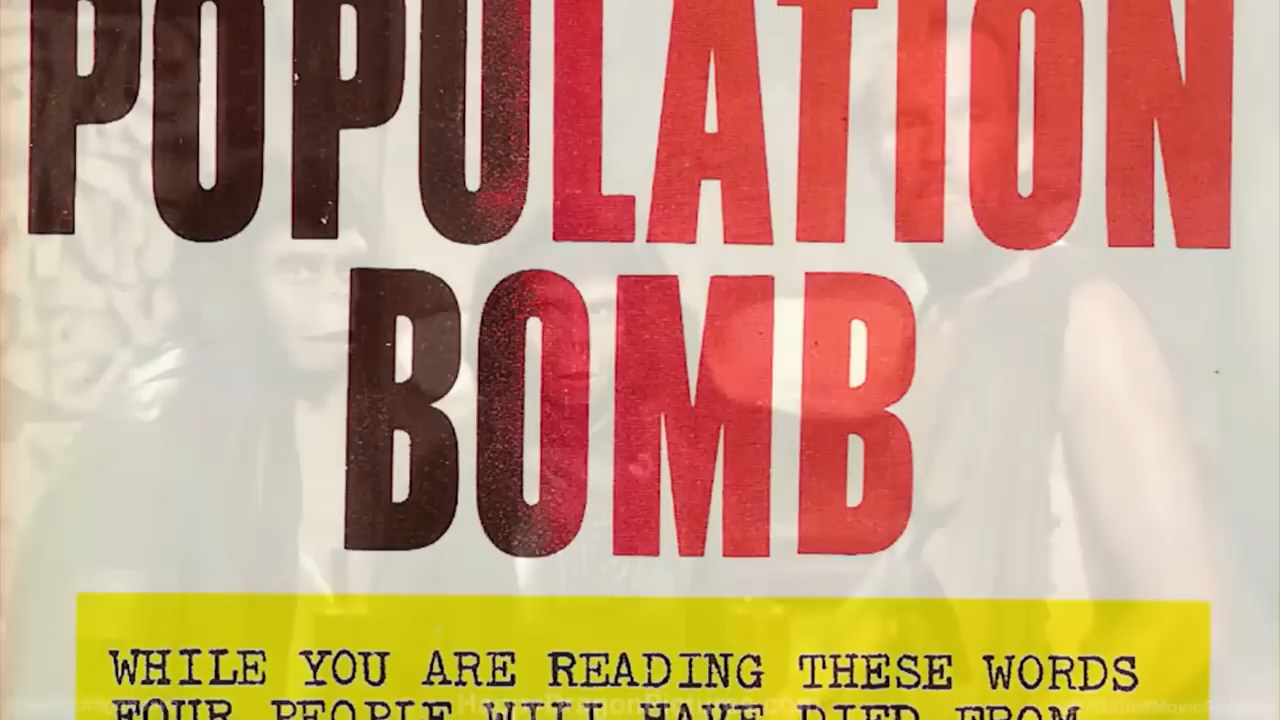 POPULATION
BOMB
WHILE YOU ARE READING THESE WORDS
FOUR PEOPLE WILL HAVE DIED FROM